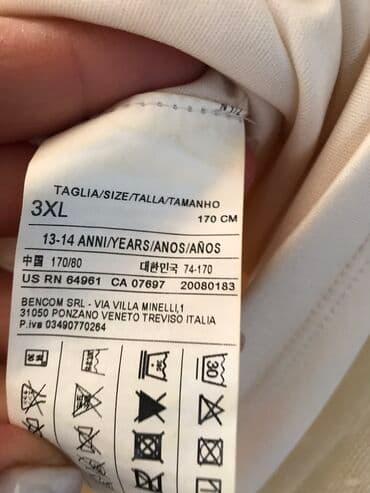 TAGLIA/SIZE/TALLA/TAMANHO
3XL 170 CM
13-14 ANNI/YEARS/ANOS/AÑOS
中国 170/80 대한민국 74-170
US RN 64961 CA 07697 20080183
BENCOM SRL - VIA VILLA MINELLI,1
31050 PONZANO VENETO TREVISO ITALIA
P.iva 03490770264
30